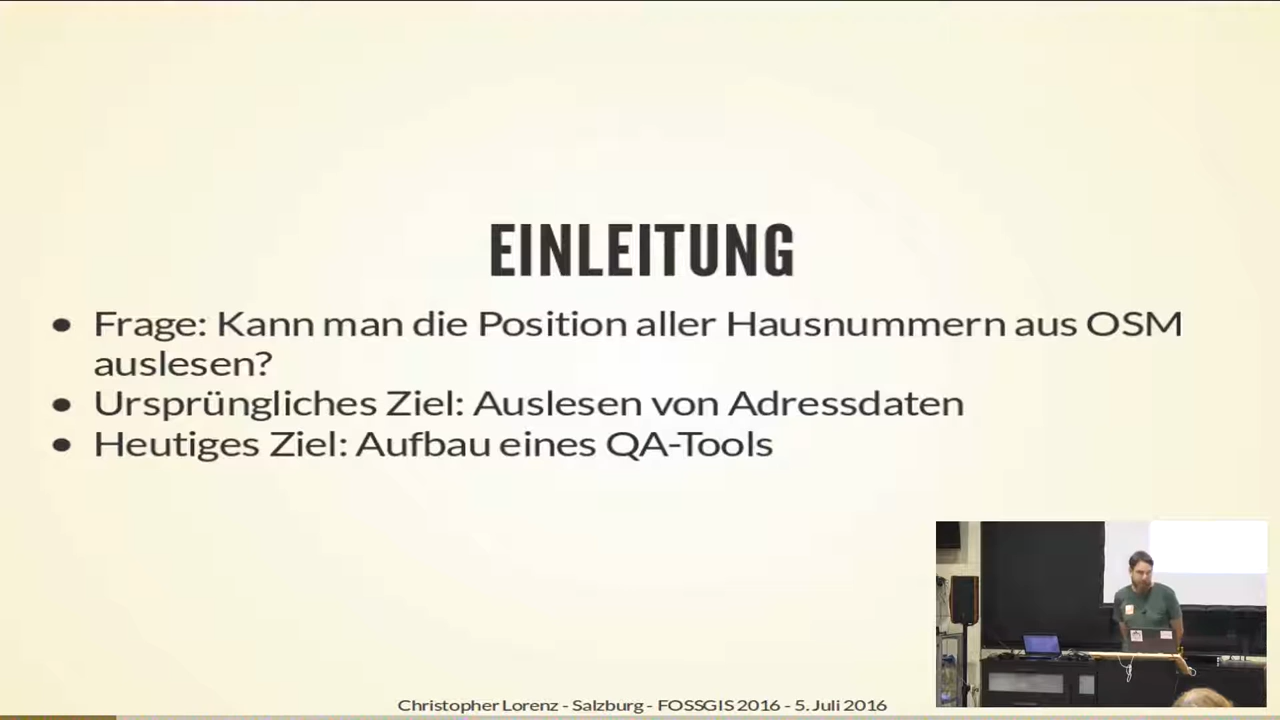 EINLEITUNG
● Frage: Kann man die Position aller Hausnummern aus OSM
auslesen?
● Ursprüngliches Ziel: Auslesen von Adressdaten
● Heutiges Ziel: Aufbau eines QA-Tools
Christopher Lorenz - Salzburg - FOSSGIS 2016 - 5. Juli 2016